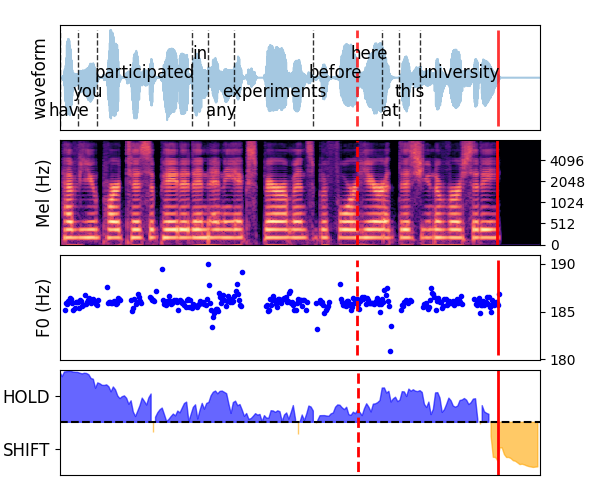 waveform
in
here
participated
before
university
you
experiments
this
have
any
at
Mel (Hz)
4096
2048
1024
512
0
F0 (Hz)
190
185
180
HOLD
SHIFT